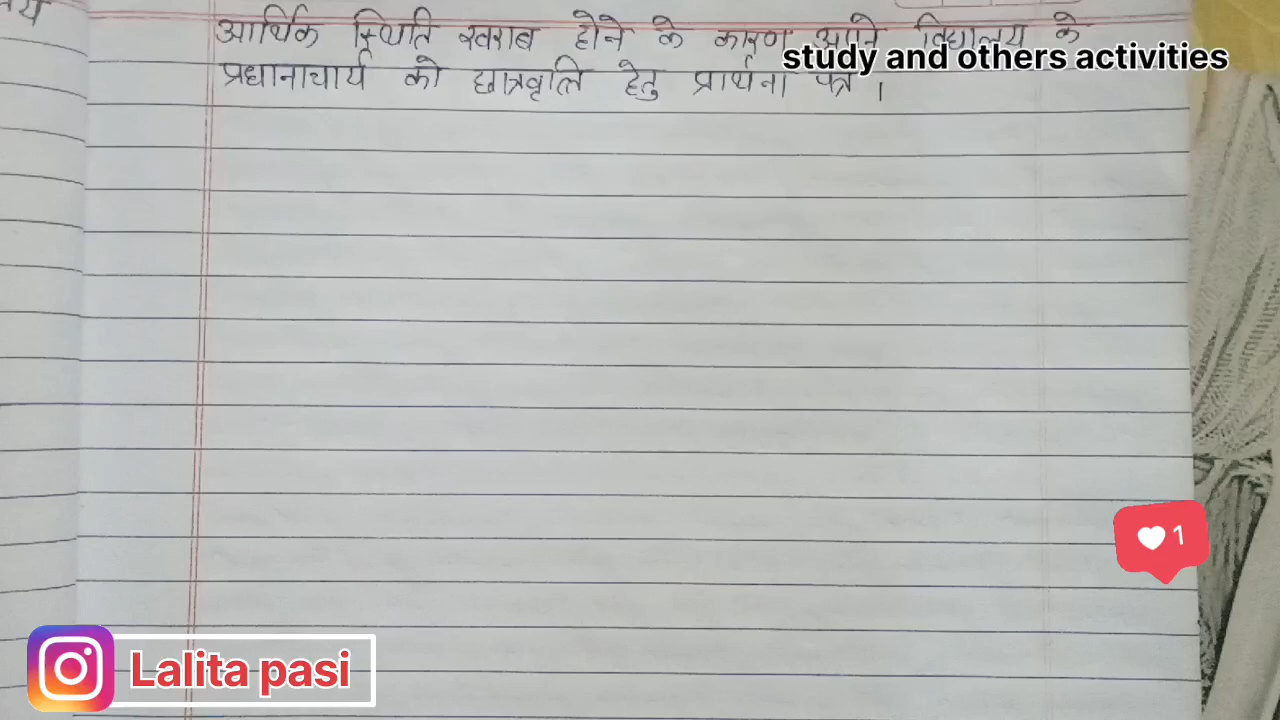 आर्थिक स्थिति खराब होने के कारण अपने विद्यालय के
study and others activities
प्रधानाचार्य को छात्रवृत्ति हेतु प्रार्थना पत्र ।
1
Lalita pasi